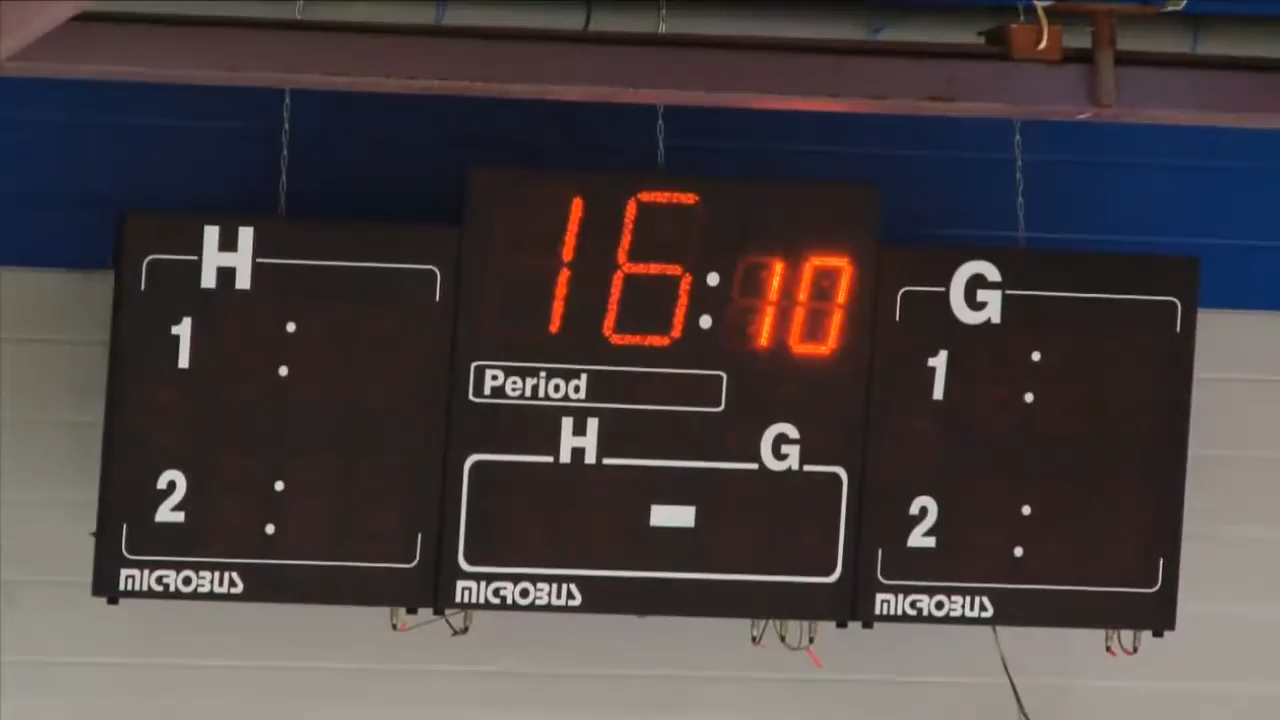 H
1 :
2 :
MICROBUS
16:10
Period
H G
-
MICROBUS
G
1 :
2 :
MICROBUS